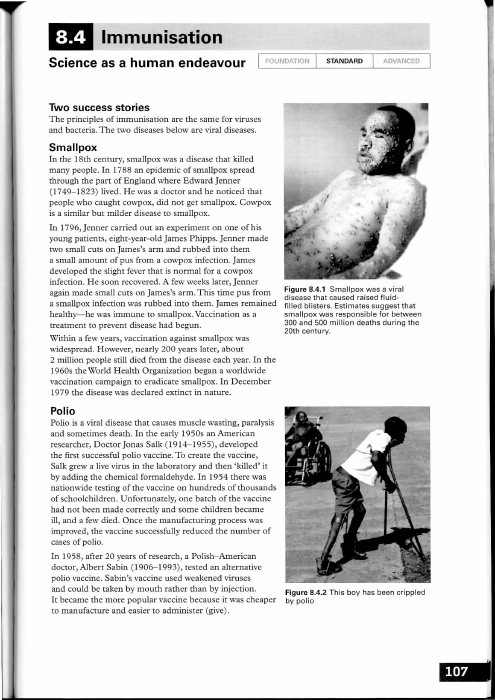 8.4 Immunisation
Science as a human endeavour
FOUNDATION STANDARD ADVANCED
Two success stories
The principles of immunisation are the same for viruses
and bacteria. The two diseases below are viral diseases.
Smallpox
In the 18th century, smallpox was a disease that killed
many people. In 1788 an epidemic of smallpox spread
through the part of England where Edward Jenner
(1749–1823) lived. He was a doctor and he noticed that
people who caught cowpox, did not get smallpox. Cowpox
is a similar but milder disease to smallpox.
In 1796, Jenner carried out an experiment on one of his
young patients, eight-year-old James Phipps. Jenner made
two small cuts on James's arm and rubbed into them
a small amount of pus from a cowpox infection. James
developed the slight fever that is normal for a cowpox
infection. He soon recovered. A few weeks later, Jenner
again made small cuts on James's arm. This time pus from
a smallpox infection was rubbed into them. James remained
healthy—he was immune to smallpox. Vaccination as a
treatment to prevent disease had begun.
Within a few years, vaccination against smallpox was
widespread. However, nearly 200 years later, about
2 million people still died from the disease each year. In the
1960s the World Health Organization began a worldwide
vaccination campaign to eradicate smallpox. In December
1979 the disease was declared extinct in nature.
Figure 8.4.1 Smallpox was a viral
disease that caused raised fluid-
filled blisters. Estimates suggest that
smallpox was responsible for between
300 and 500 million deaths during the
20th century.
Polio
Polio is a viral disease that causes muscle wasting, paralysis
and sometimes death. In the early 1950s an American
researcher, Doctor Jonas Salk (1914–1955), developed
the first successful polio vaccine. To create the vaccine,
Salk grew a live virus in the laboratory and then 'killed' it
by adding the chemical formaldehyde. In 1954 there was
nationwide testing of the vaccine on hundreds of thousands
of schoolchildren. Unfortunately, one batch of the vaccine
had not been made correctly and some children became
ill, and a few died. Once the manufacturing process was
improved, the vaccine successfully reduced the number of
cases of polio.
In 1958, after 20 years of research, a Polish–American
doctor, Albert Sabin (1906–1993), tested an alternative
polio vaccine. Sabin's vaccine used weakened viruses
and could be taken by mouth rather than by injection.
It became the more popular vaccine because it was cheaper
to manufacture and easier to administer (give).
Figure 8.4.2 This boy has been crippled
by polio
107